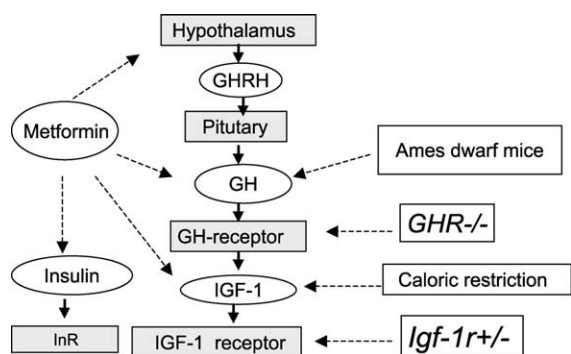 Hypothalamus
GHRH
Metformin
Pitutary
Ames dwarf mice
GH
GHR-/-
GH-receptor
Insulin
IGF-1
Caloric restriction
InR
IGF-1 receptor
Igf-1r+/-